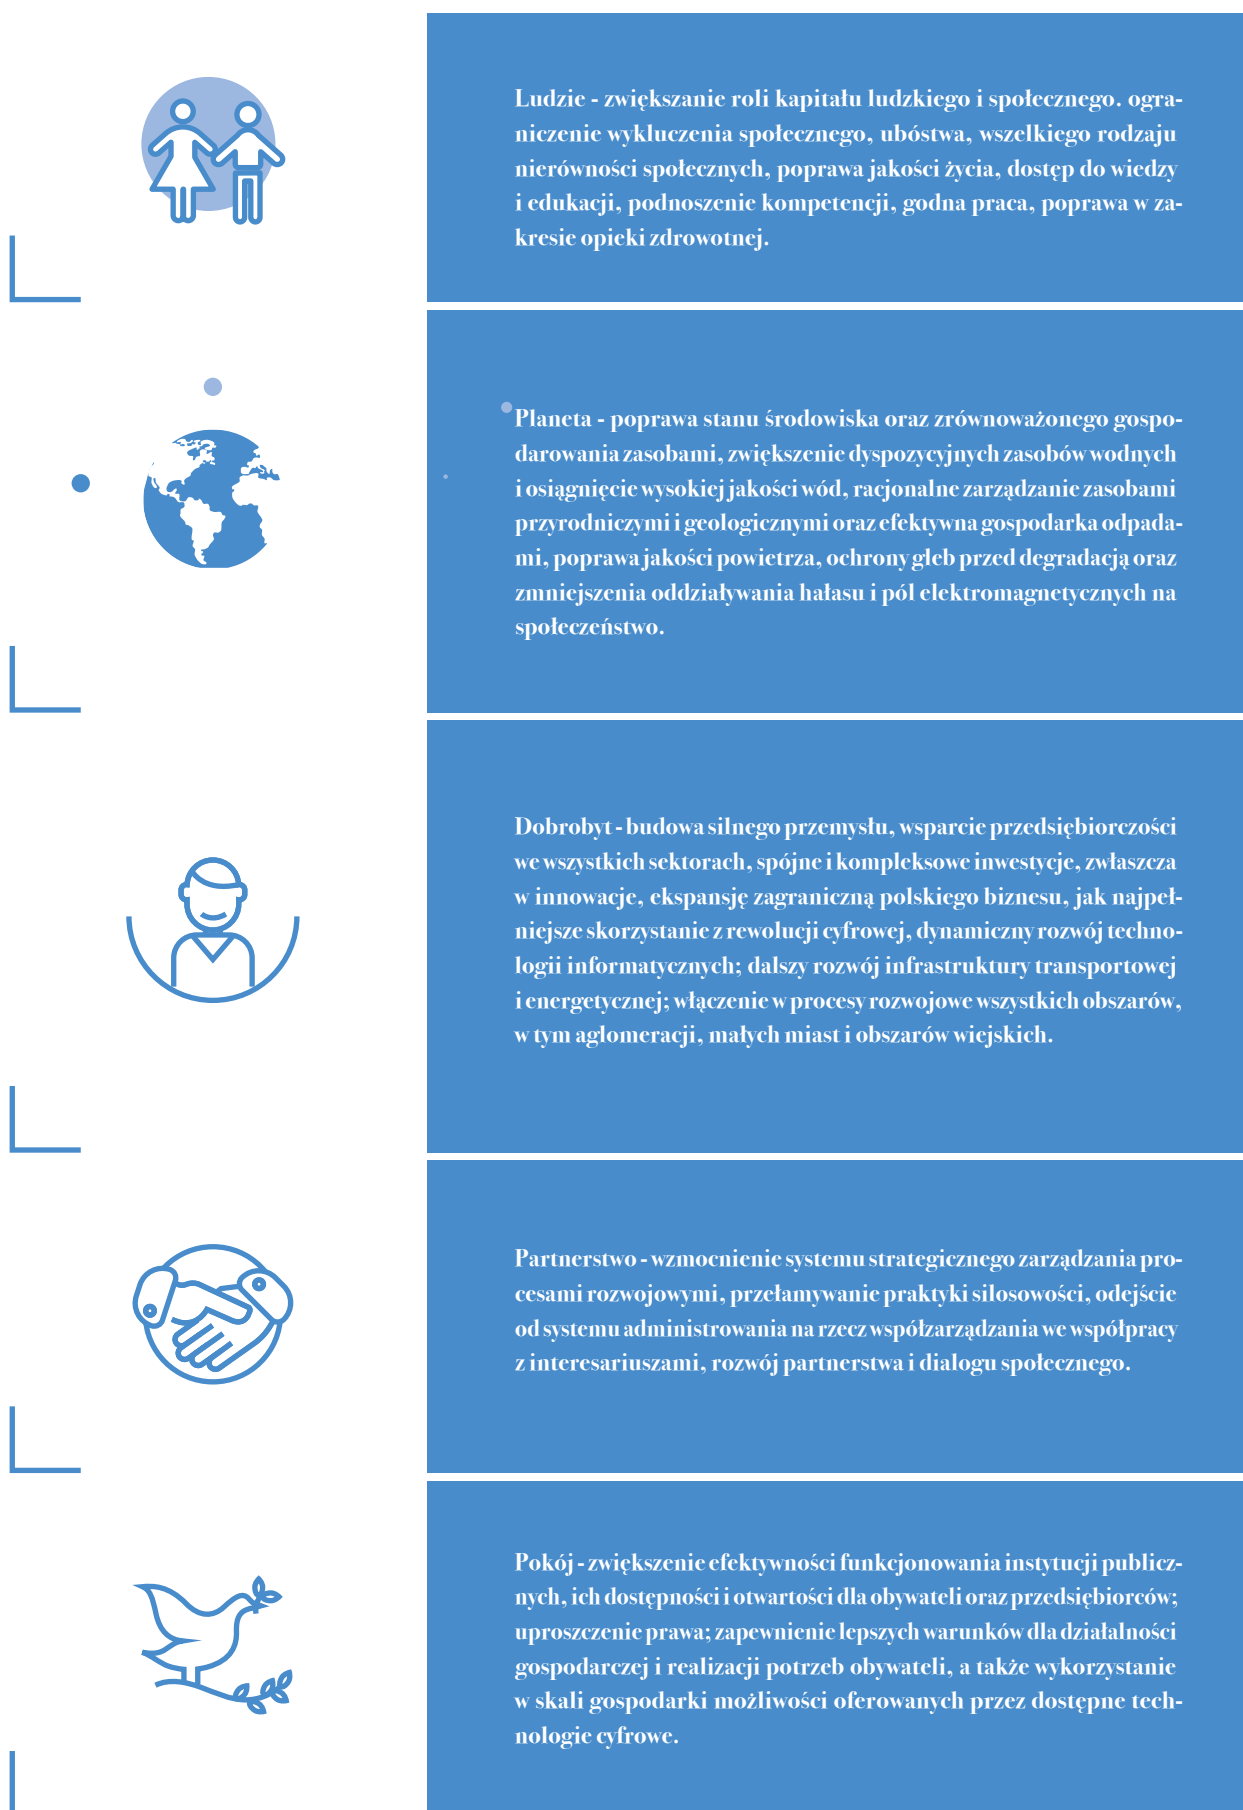 Ludzie - zwiększanie roli kapitału ludzkiego i społecznego. ogra-
niczenie wykluczenia społecznego, ubóstwa, wszelkiego rodzaju
nierówności społecznych, poprawa jakości życia, dostęp do wiedzy
i edukacji, podnoszenie kompetencji, godna praca, poprawa w za-
kresie opieki zdrowotnej.
Planeta - poprawa stanu środowiska oraz zrównoważonego gospo-
darowania zasobami, zwiększenie dyspozycyjnych zasobów wodnych
i osiągnięcie wysokiej jakości wód, racjonalne zarządzanie zasobami
przyrodniczymi i geologicznymi oraz efektywna gospodarka odpada-
mi, poprawa jakości powietrza, ochrony gleb przed degradacją oraz
zmniejszenia oddziaływania hałasu i pól elektromagnetycznych na
społeczeństwo.
Dobrobyt - budowa silnego przemysłu, wsparcie przedsiębiorczości
we wszystkich sektorach, spójne i kompleksowe inwestycje, zwłaszcza
w innowacje, ekspansję zagraniczną polskiego biznesu, jak najpeł-
niejsze skorzystanie z rewolucji cyfrowej, dynamiczny rozwój techno-
logii informatycznych; dalszy rozwój infrastruktury transportowej
i energetycznej; włączenie w procesy rozwojowe wszystkich obszarów,
w tym aglomeracji, małych miast i obszarów wiejskich.
Partnerstwo - wzmocnienie systemu strategicznego zarządzania pro-
cesami rozwojowymi, przełamywanie praktyki silosowości, odejście
od systemu administrowania na rzecz współzarządzania we współpracy
z interesariuszami, rozwój partnerstwa i dialogu społecznego.
Pokój - zwiększenie efektywności funkcjonowania instytucji publicz-
nych, ich dostępności i otwartości dla obywateli oraz przedsiębiorców;
uproszczenie prawa; zapewnienie lepszych warunków dla działalności
gospodarczej i realizacji potrzeb obywateli, a także wykorzystanie
w skali gospodarki możliwości oferowanych przez dostępne tech-
nologie cyfrowe.